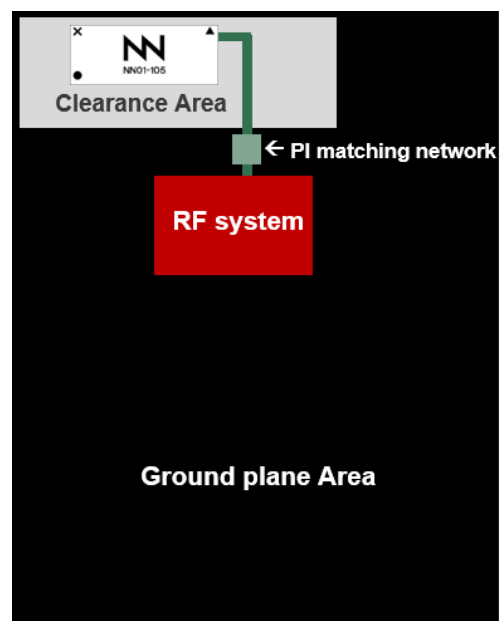 NN
NN01-105
Clearance Area
← PI matching network
RF system
Ground plane Area